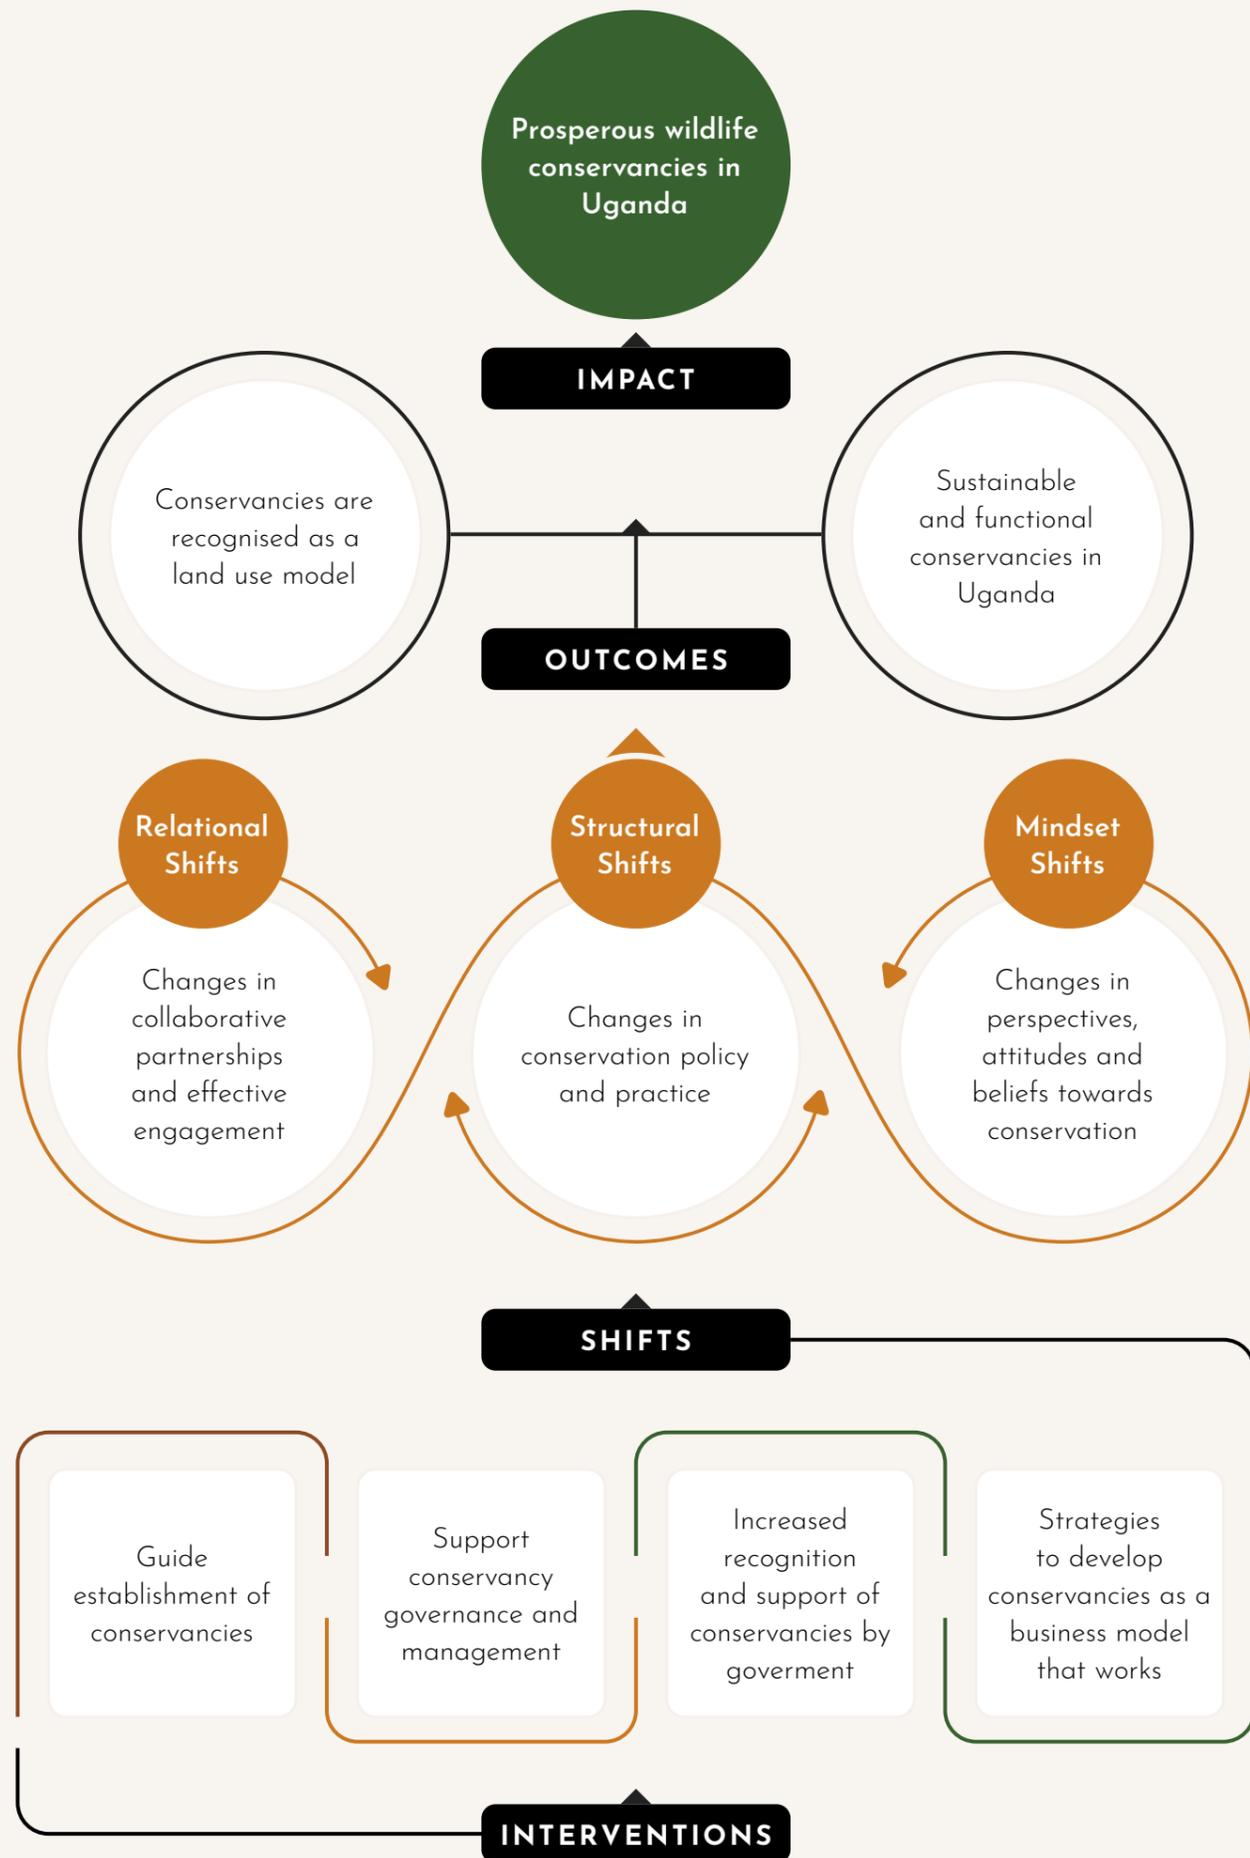 Prosperous wildlife
conservancies in
Uganda
IMPACT
Conservancies are
recognised as a
land use model
Sustainable
and functional
conservancies in
Uganda
OUTCOMES
Relational
Shifts
Changes in
collaborative
partnerships
and effective
engagement
Structural
Shifts
Changes in
conservation policy
and practice
Mindset
Shifts
Changes in
perspectives,
attitudes and
beliefs towards
conservation
SHIFTS
Guide
establishment of
conservancies
Support
conservancy
governance and
management
Increased
recognition
and support of
conservancies by
goverment
Strategies
to develop
conservancies as a
business model
that works
INTERVENTIONS